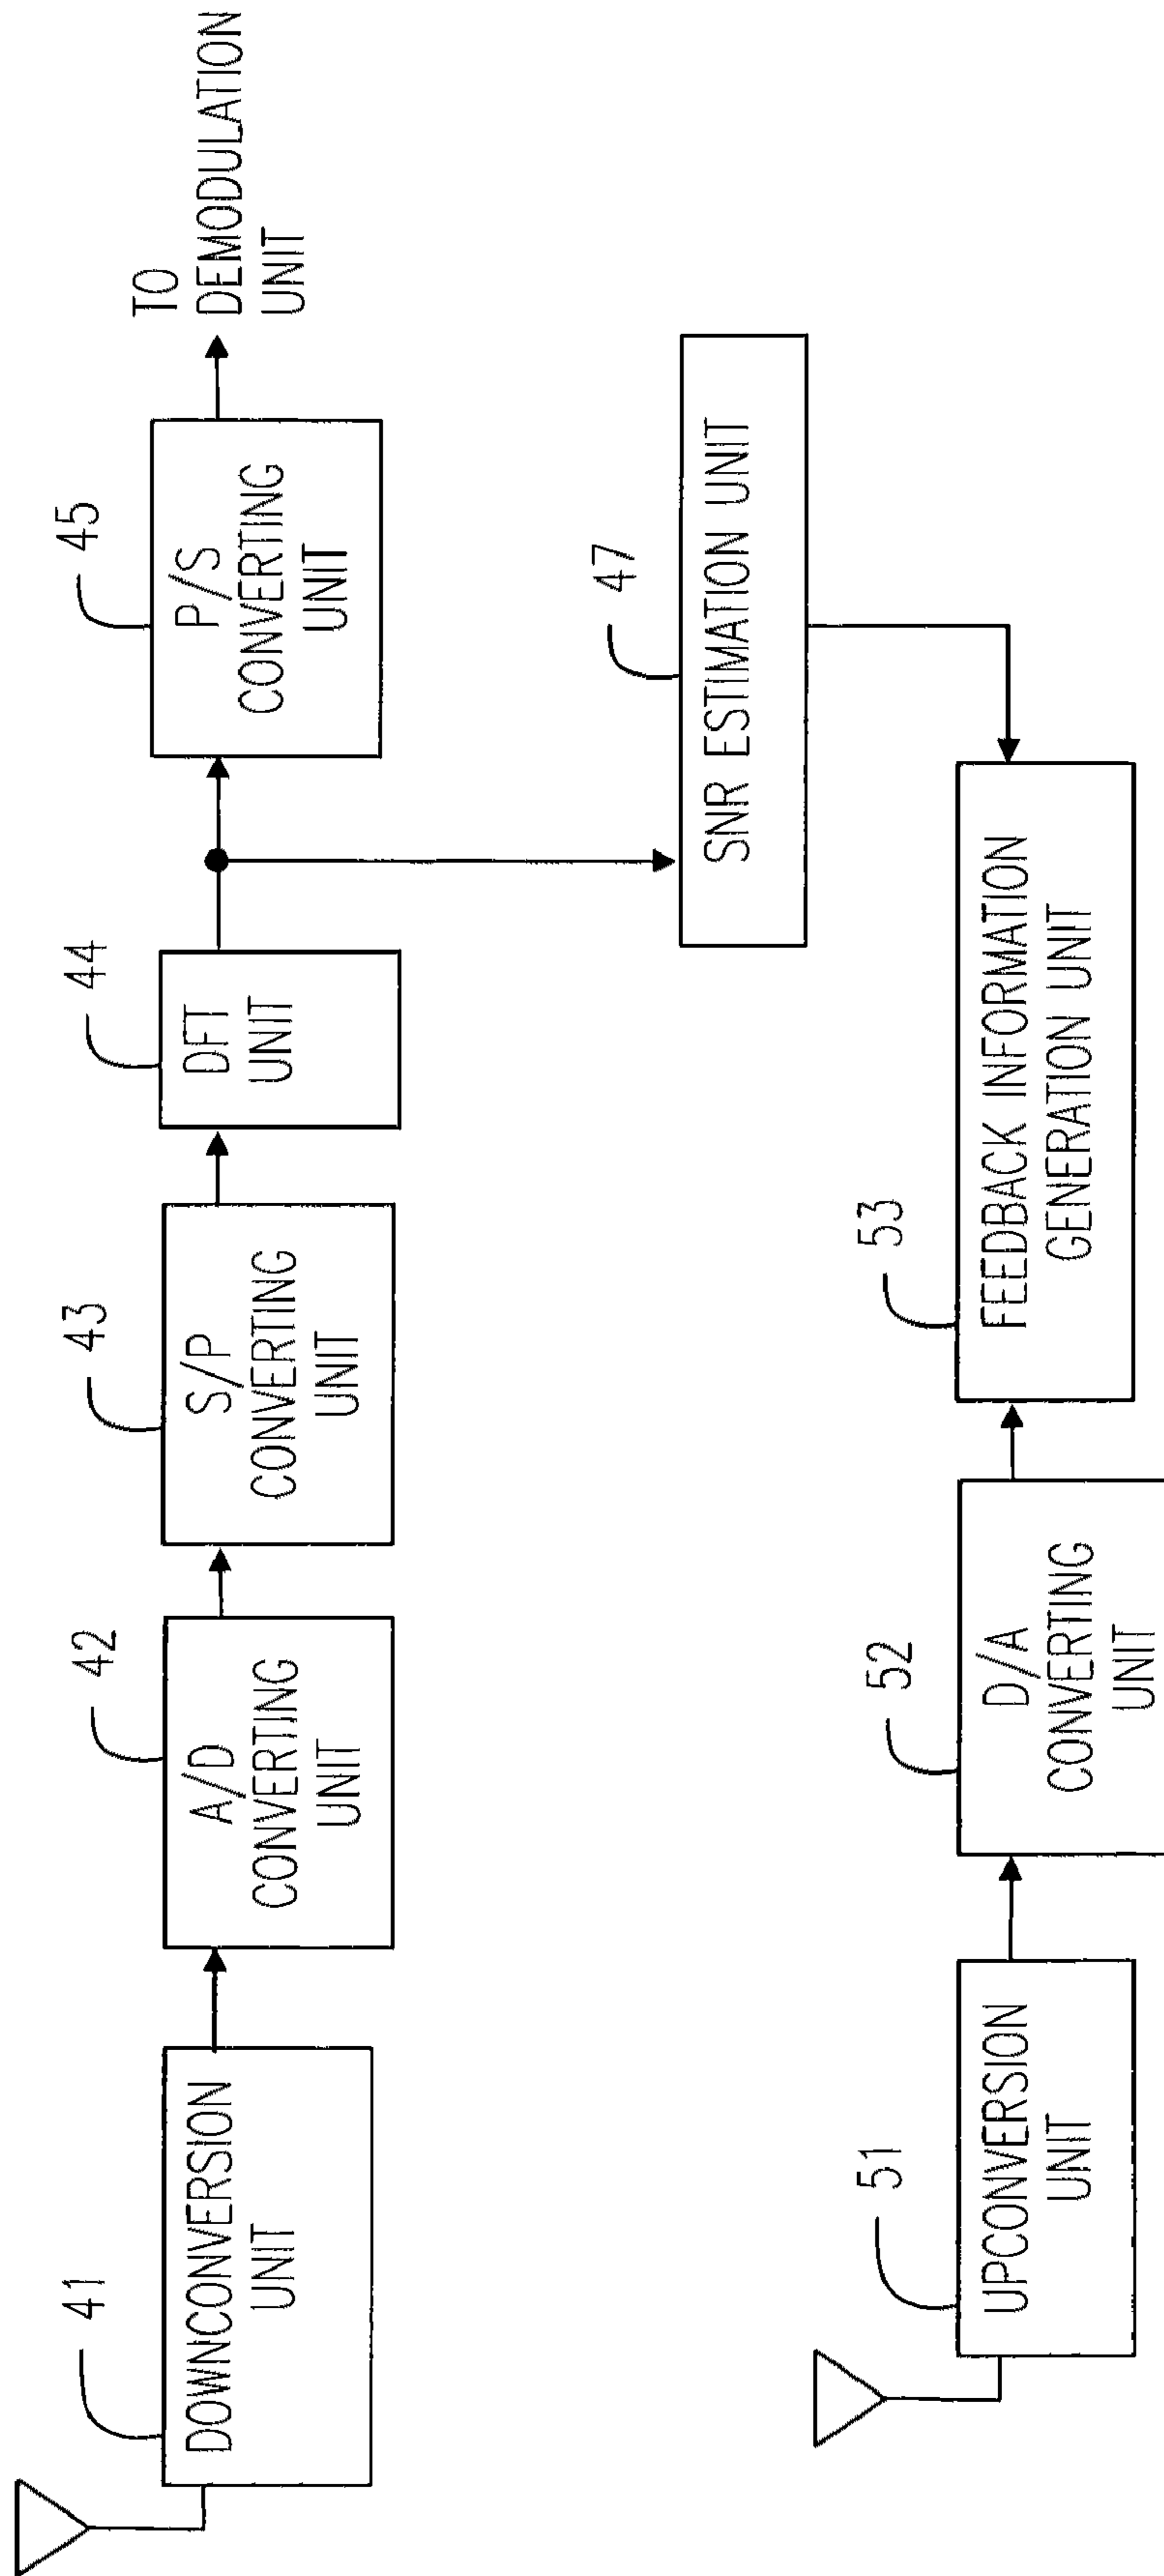 41
DOWNCONVERSION
UNIT
42
A/D
CONVERTING
UNIT
43
S/P
CONVERTING
UNIT
44
DFT
UNIT
45
P/S
CONVERTING
UNIT
TO
DEMODULATION
UNIT
47
SNR ESTIMATION UNIT
51
UPCONVERSION
UNIT
52
D/A
CONVERTING
UNIT
53
FEEDBACK INFORMATION
GENERATION UNIT